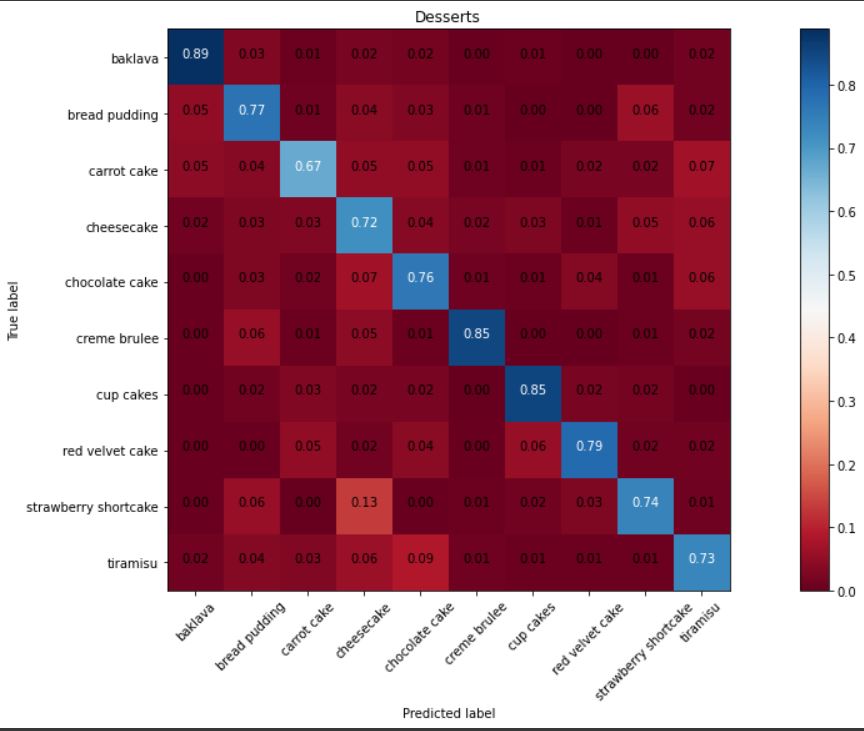 Desserts
baklava 0.89 0.03 0.01 0.02 0.02 0.00 0.01 0.00 0.00 0.02
bread pudding 0.05 0.77 0.01 0.04 0.03 0.01 0.00 0.00 0.06 0.02
carrot cake 0.05 0.04 0.67 0.05 0.05 0.01 0.01 0.02 0.02 0.07
cheesecake 0.02 0.03 0.03 0.72 0.04 0.02 0.03 0.01 0.05 0.06
chocolate cake 0.00 0.03 0.02 0.07 0.76 0.01 0.01 0.04 0.01 0.06
creme brulee 0.00 0.06 0.01 0.05 0.01 0.85 0.00 0.00 0.01 0.02
cup cakes 0.00 0.02 0.03 0.02 0.02 0.00 0.85 0.02 0.02 0.00
red velvet cake 0.00 0.00 0.05 0.02 0.04 0.00 0.06 0.79 0.02 0.02
strawberry shortcake 0.00 0.06 0.00 0.13 0.00 0.01 0.02 0.03 0.74 0.01
tiramisu 0.02 0.04 0.03 0.06 0.09 0.01 0.01 0.01 0.01 0.73
True label
baklava
bread pudding
carrot cake
cheesecake
chocolate cake
creme brulee
cup cakes
red velvet cake
strawberry shortcake
tiramisu
Predicted label
0.8
0.7
0.6
0.5
0.4
0.3
0.2
0.1
0.0